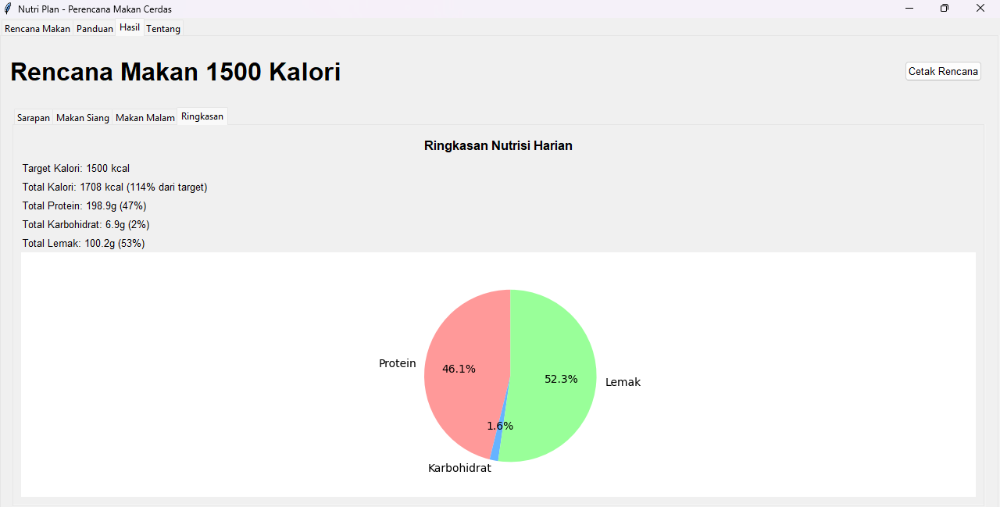 Nutri Plan - Perencana Makan Cerdas
Rencana Makan Panduan Hasil Tentang
Rencana Makan 1500 Kalori
Cetak Rencana
Sarapan Makan Siang Makan Malam Ringkasan
Ringkasan Nutrisi Harian
Target Kalori: 1500 kcal
Total Kalori: 1708 kcal (114% dari target)
Total Protein: 198.9g (47%)
Total Karbohidrat: 6.9g (2%)
Total Lemak: 100.2g (53%)
Protein
46.1%
52.3%
Lemak
1.6%
Karbohidrat